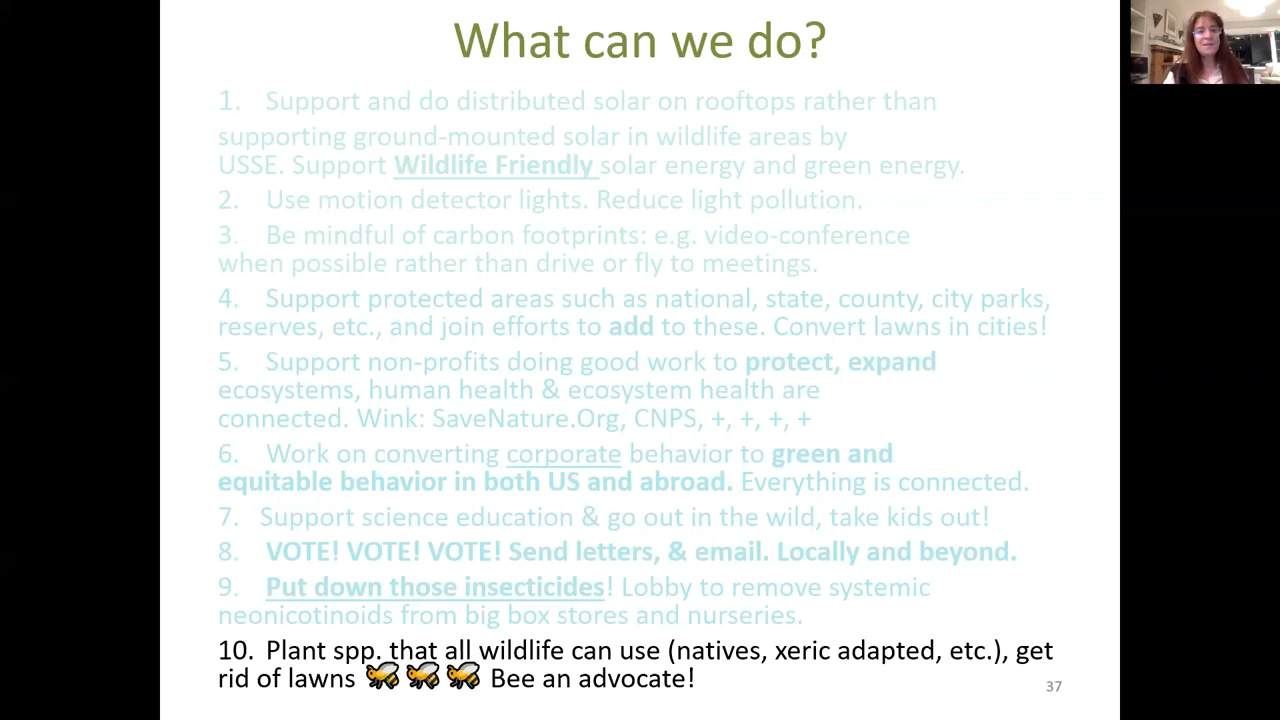 What can we do?
1. Support and do distributed solar on rooftops rather than
supporting ground-mounted solar in wildlife areas by
USSE. Support Wildlife Friendly solar energy and green energy.
2. Use motion detector lights. Reduce light pollution.
3. Be mindful of carbon footprints: e.g. video-conference
when possible rather than drive or fly to meetings.
4. Support protected areas such as national, state, county, city parks,
reserves, etc., and join efforts to add to these. Convert lawns in cities!
5. Support non-profits doing good work to protect, expand
ecosystems, human health & ecosystem health are
connected. Wink: SaveNature.Org, CNPS, +, +, +, +
6. Work on converting corporate behavior to green and
equitable behavior in both US and abroad. Everything is connected.
7. Support science education & go out in the wild, take kids out!
8. VOTE! VOTE! VOTE! Send letters, & email. Locally and beyond.
9. Put down those insecticides! Lobby to remove systemic
neonicotinoids from big box stores and nurseries.
10. Plant spp. that all wildlife can use (natives, xeric adapted, etc.), get
rid of lawns 🐝 🐝 🐝 Bee an advocate!
37